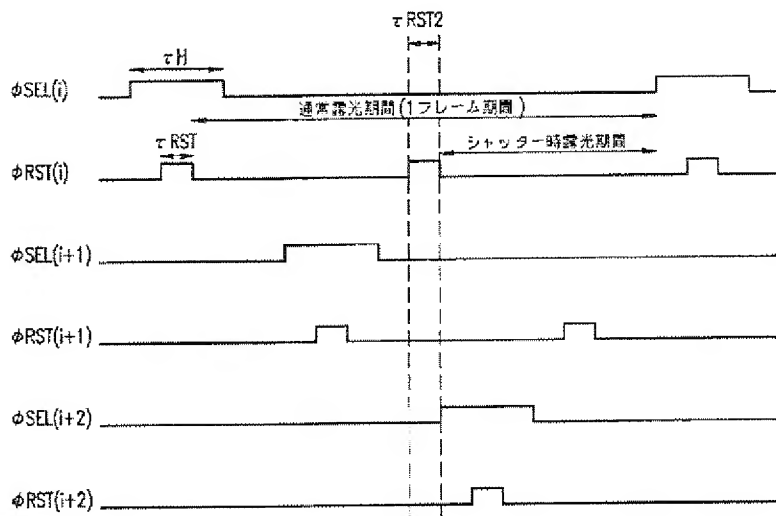 τRST2
τH
φSEL(i)
通常露光期間(1フレーム期間)
τRST
シャッター時露光期間
φRST(i)
φSEL(i+1)
φRST(i+1)
φSEL(i+2)
φRST(i+2)